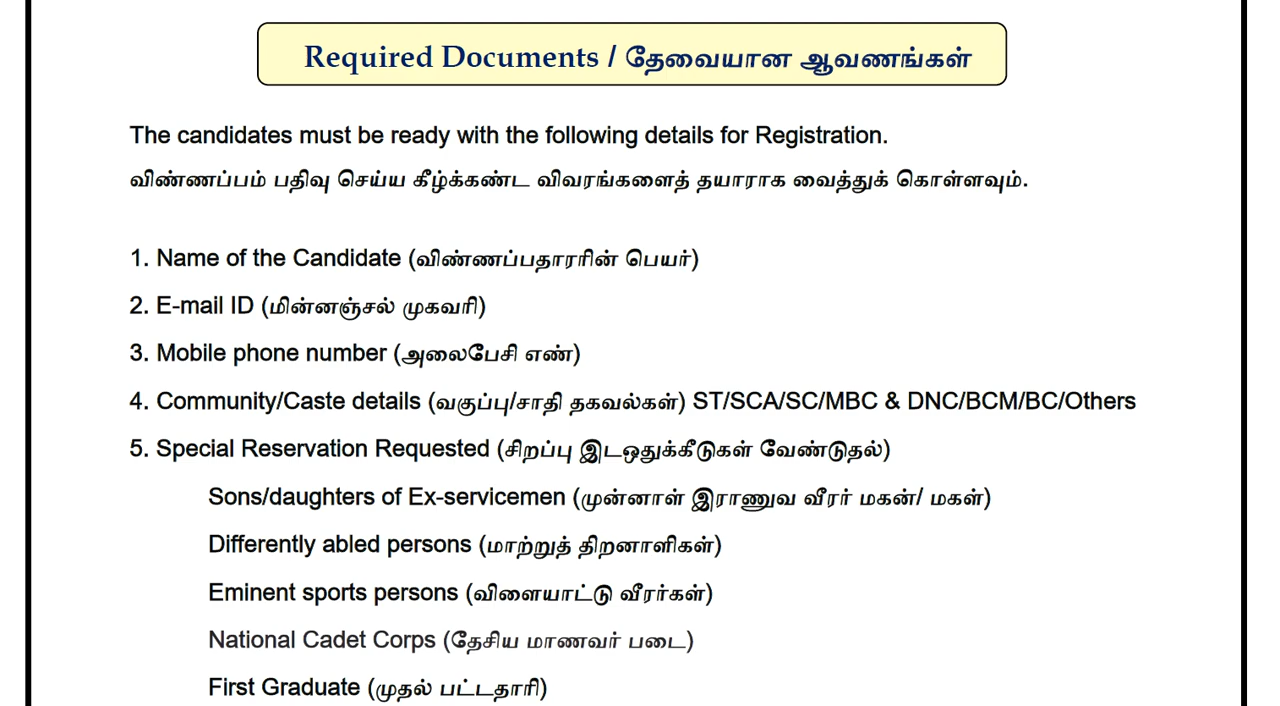 Required Documents / தேவையான ஆவணங்கள்
The candidates must be ready with the following details for Registration.
விண்ணப்பம் பதிவு செய்ய கீழ்க்கண்ட விவரங்களைத் தயாராக வைத்துக் கொள்ளவும்.
1. Name of the Candidate (விண்ணப்பதாரரின் பெயர்)
2. E-mail ID (மின்னஞ்சல் முகவரி)
3. Mobile phone number (அலைபேசி எண்)
4. Community/Caste details (வகுப்பு/சாதி தகவல்கள்) ST/SCA/SC/MBC & DNC/BCM/BC/Others
5. Special Reservation Requested (சிறப்பு இடஒதுக்கீடுகள் வேண்டுதல்)
Sons/daughters of Ex-servicemen (முன்னாள் இராணுவ வீரர் மகன்/ மகள்)
Differently abled persons (மாற்றுத் திறனாளிகள்)
Eminent sports persons (விளையாட்டு வீரர்கள்)
National Cadet Corps (தேசிய மாணவர் படை)
First Graduate (முதல் பட்டதாரி)